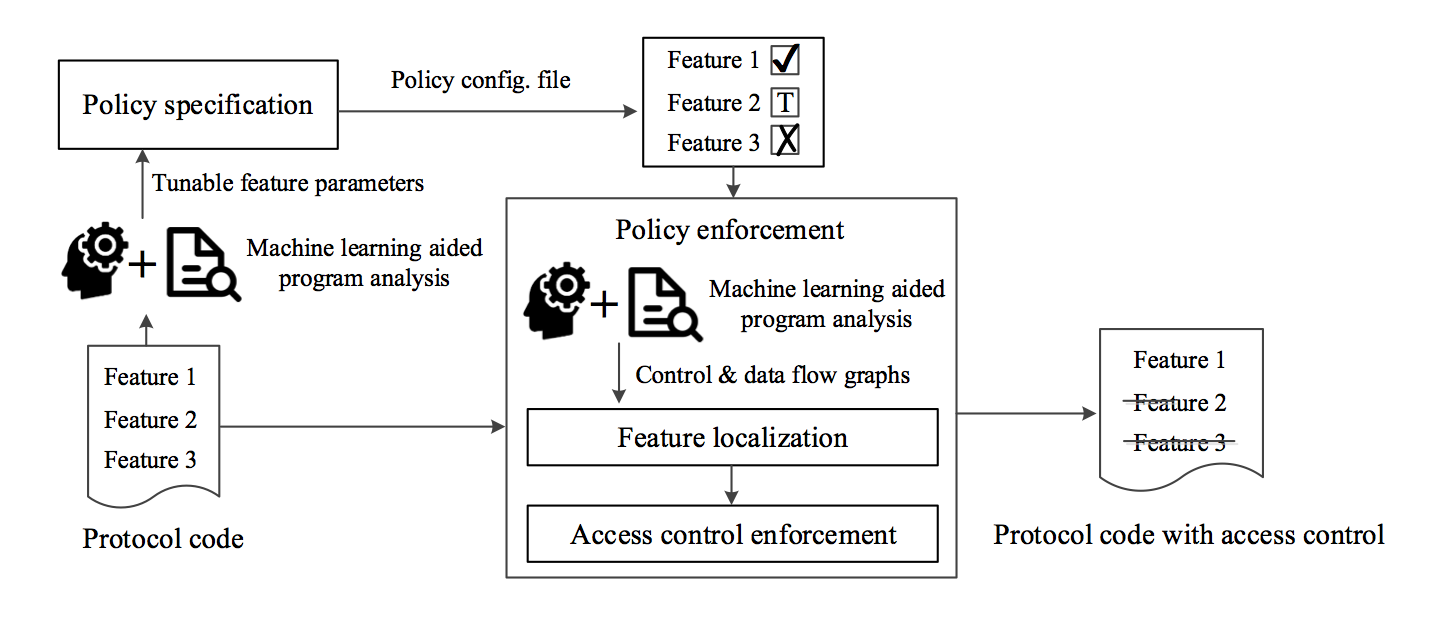 Policy specification
Policy config. file
Feature 1 ✓
Feature 2 T
Feature 3 X
Tunable feature parameters
+
Machine learning aided
program analysis
Feature 1
Feature 2
Feature 3
Protocol code
Policy enforcement
+
Machine learning aided
program analysis
Control & data flow graphs
Feature localization
Access control enforcement
Feature 1
Feature 2
Feature 3
Protocol code with access control